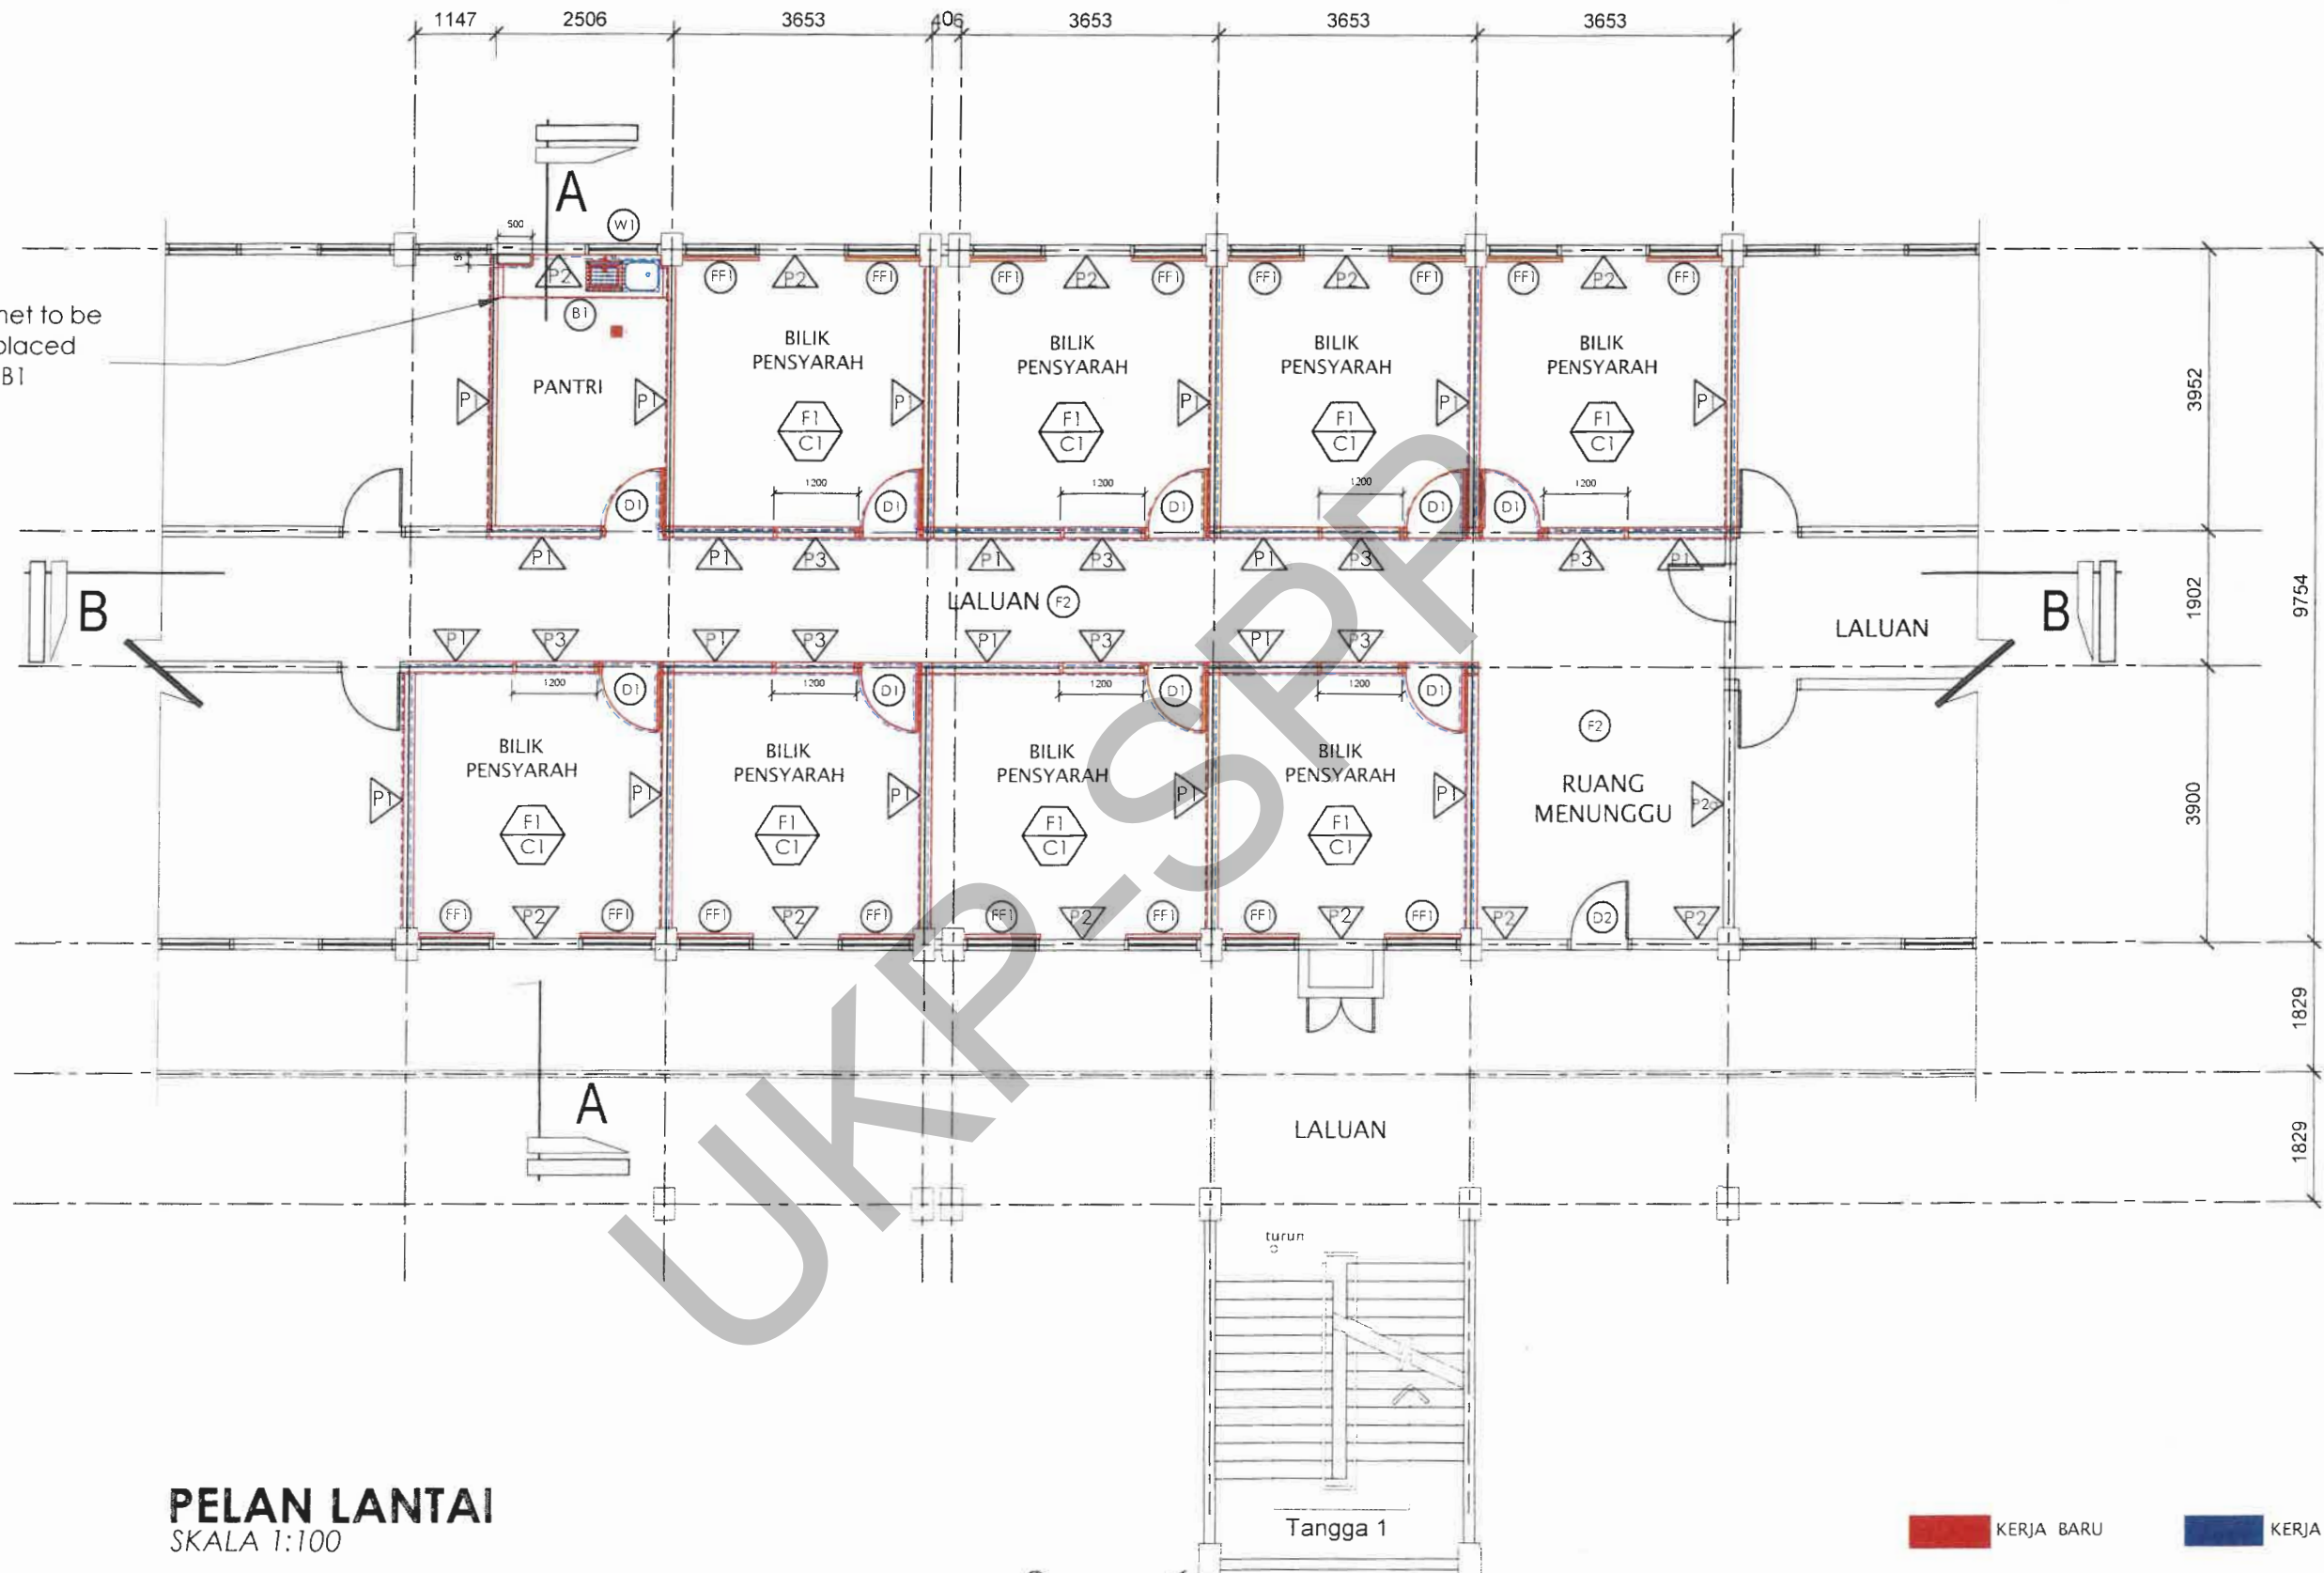 1147 2506 3653 406 3653 3653 3653
A
500 W1
P2 FF1 P2 FF1 FF1 P2 FF1 FF1 P2 FF1 FF1 P2 FF1
B1
net to be
placed
B1
PANTRI
BILIK
PENSYARAH
BILIK
PENSYARAH
BILIK
PENSYARAH
BILIK
PENSYARAH
P1 P1 P1 P1 P1 P1
F1 F1 F1 F1
C1 C1 C1 C1
3952
1200 1200 1200 1200
D1 D1 D1 D1 D1
P1 P1 P3 P1 P3 P1 P3 P3 P1
B LALUAN F2 LALUAN B
1902 9754
P1 P3 P1 P3 P1 P3 P1 P3
1200 D1 1200 D1 1200 D1 1200 D1
BILIK
PENSYARAH
BILIK
PENSYARAH
BILIK
PENSYARAH
BILIK
PENSYARAH
F2
RUANG
MENUNGGU
P1 P1 P1 P1 P1 P2a
F1 F1 F1 F1
C1 C1 C1 C1
3900
FF1 P2 FF1 FF1 P2 FF1 FF1 P2 FF1 FF1 P2 FF1 P2 D2 P2
1829
A
LALUAN
1829
turun
UKP-SPP
PELAN LANTAI
SKALA 1:100
Tangga 1
KERJA BARU KERJA